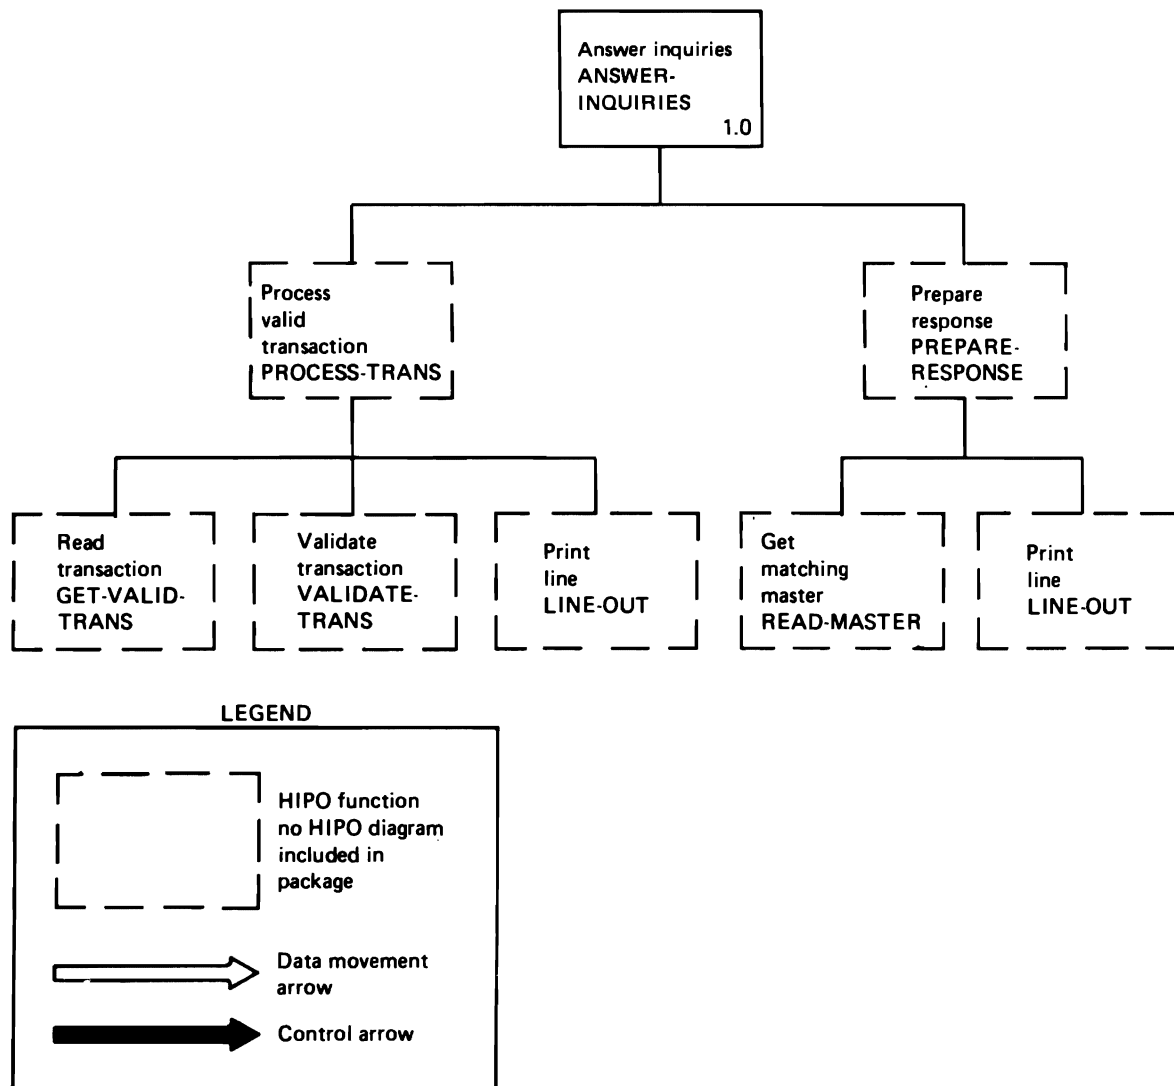 Answer inquiries
ANSWER-
INQUIRIES
1.0
Process
valid
transaction
PROCESS-TRANS
Prepare
response
PREPARE-
RESPONSE
Read
transaction
GET-VALID-
TRANS
Validate
transaction
VALIDATE-
TRANS
Print
line
LINE-OUT
Get
matching
master
READ-MASTER
Print
line
LINE-OUT
LEGEND
HIPO function
no HIPO diagram
included in
package
Data movement
arrow
Control arrow